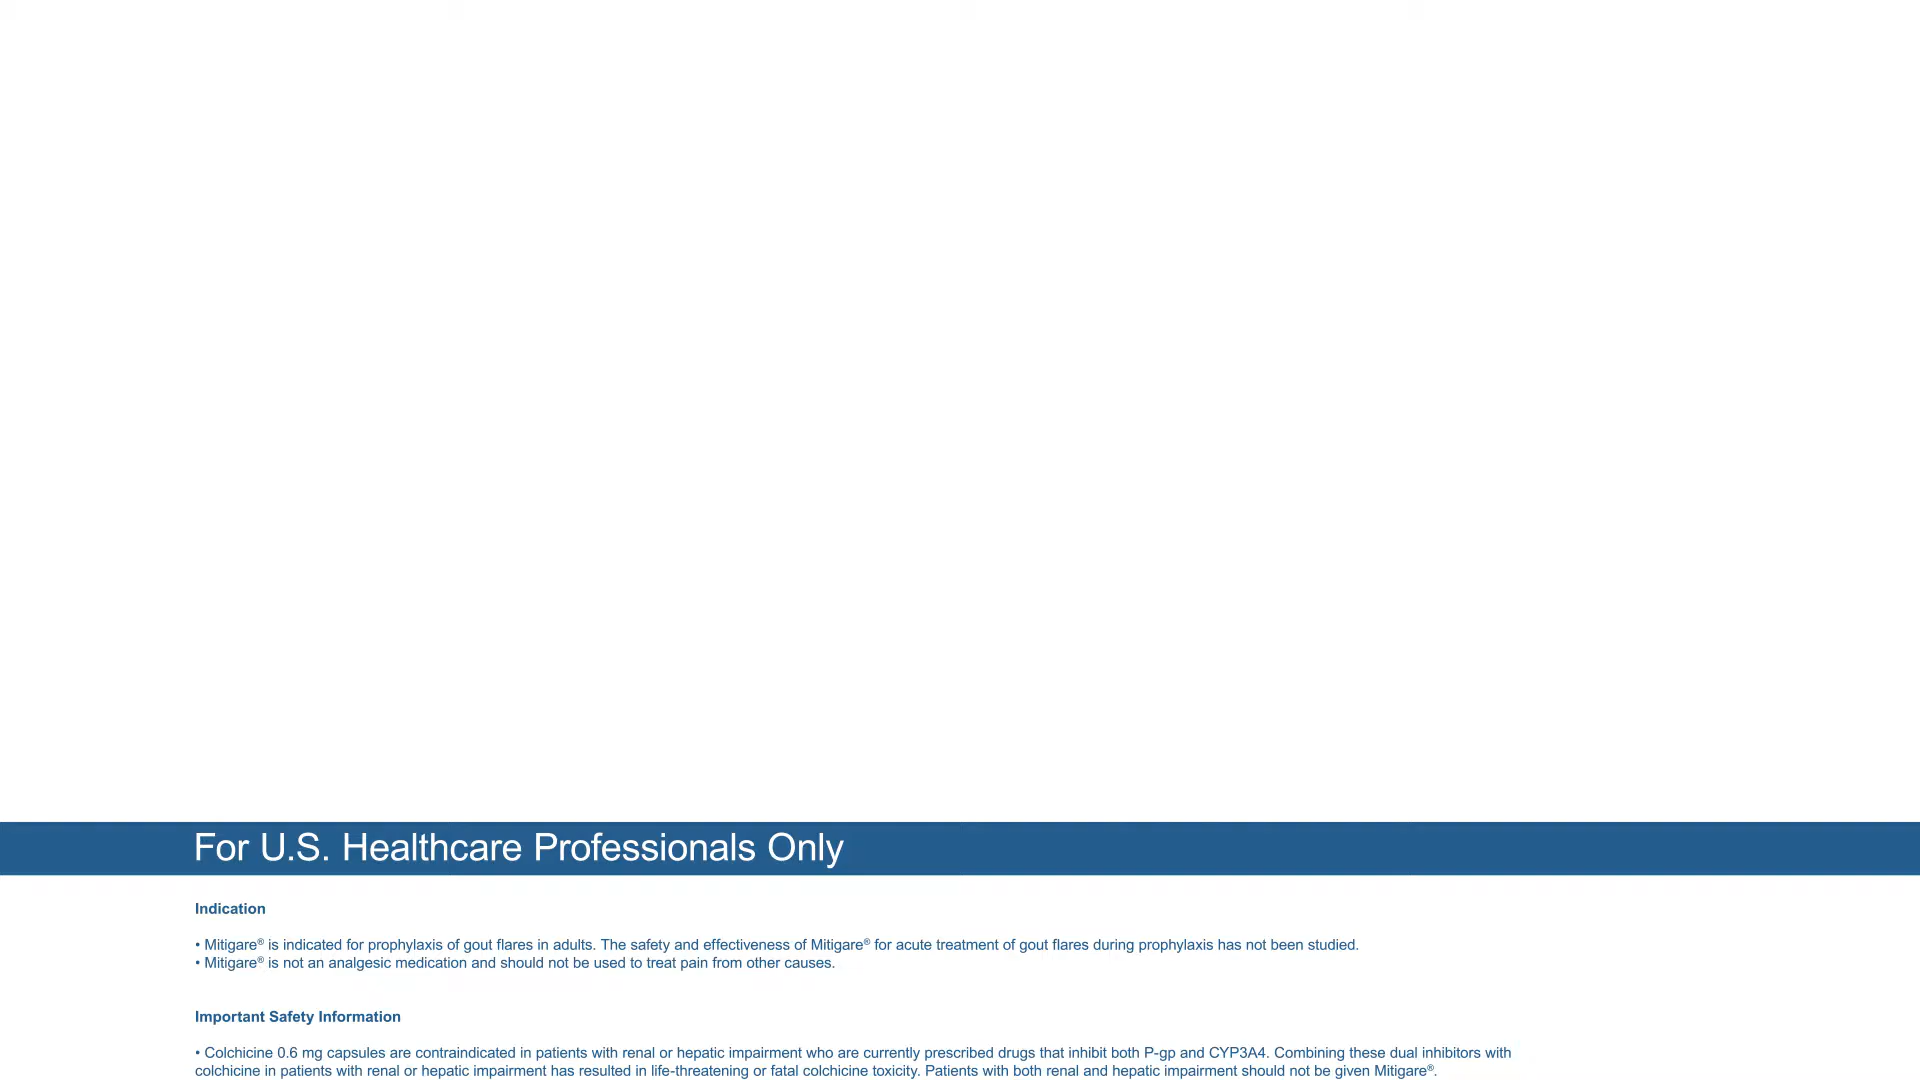 For U.S. Healthcare Professionals Only
Indication
• Mitigare® is indicated for prophylaxis of gout flares in adults. The safety and effectiveness of Mitigare® for acute treatment of gout flares during prophylaxis has not been studied.
• Mitigare® is not an analgesic medication and should not be used to treat pain from other causes.
Important Safety Information
• Colchicine 0.6 mg capsules are contraindicated in patients with renal or hepatic impairment who are currently prescribed drugs that inhibit both P-gp and CYP3A4. Combining these dual inhibitors with
colchicine in patients with renal or hepatic impairment has resulted in life-threatening or fatal colchicine toxicity. Patients with both renal and hepatic impairment should not be given Mitigare®.